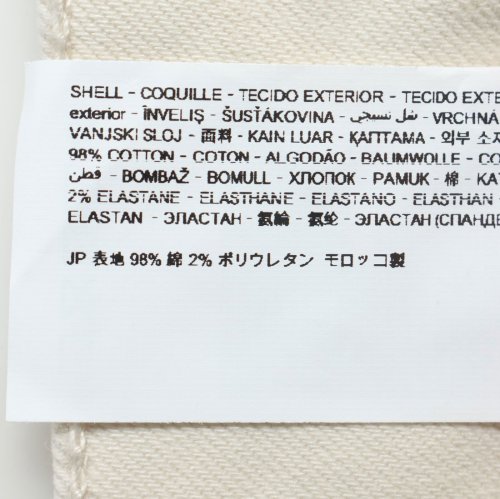 SHELL - COQUILLE - TECIDO EXTERIOR - TECIDO EXTE
exterior - ÎNVELIŞ - ŠUSŤÁKOVINA - شل نسيجي - VRCHNÁ
VANJSKI SLOJ - 面料 - KAIN LUAR - ҚАПТАМА - 외부 소재
98% COTTON - COTON - ALGODÃO - BAUMWOLLE - CO
قطن - BOMBAŽ - BOMULL - ХЛОПОК - PAMUK - 棉 - KA
2% ELASTANE - ELASTHANE - ELASTANO - ELASTHAN
ELASTAN - ЭЛАСТАН - 氨綸 - 氨纶 - ЭЛАСТАН (СПАНДЕ
JP 表地 98% 綿 2% ポリウレタン モロッコ製